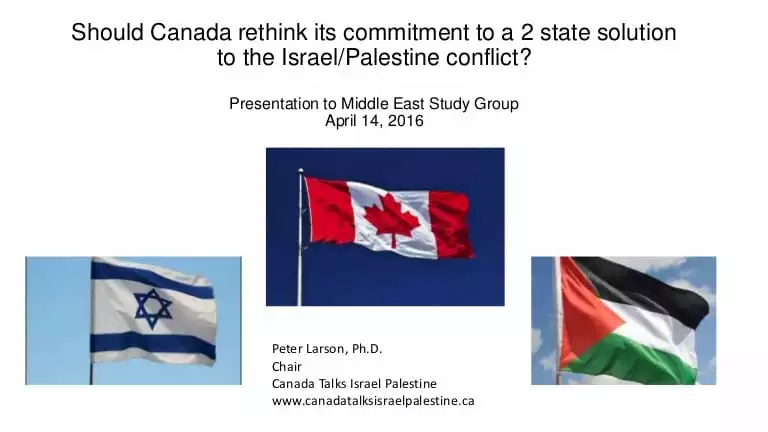 Should Canada rethink its commitment to a 2 state solution
to the Israel/Palestine conflict?
Presentation to Middle East Study Group
April 14, 2016
Peter Larson, Ph.D.
Chair
Canada Talks Israel Palestine
www.canadatalksisraelpalestine.ca